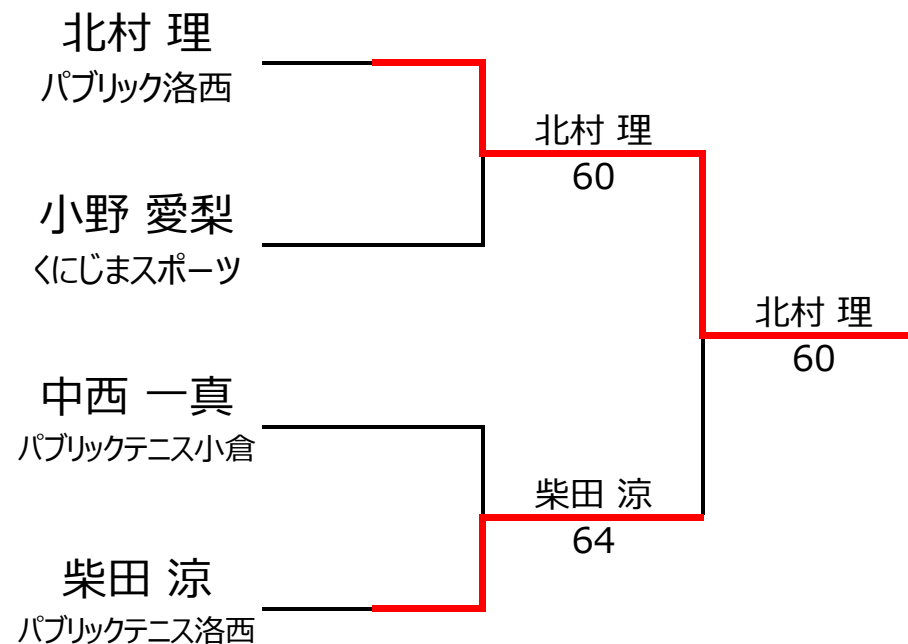 北村 理
パブリック洛西
小野 愛梨
くにじまスポーツ
中西 一真
パブリックテニス小倉
柴田 涼
パブリックテニス洛西
北村 理
60
柴田 涼
64
北村 理
60